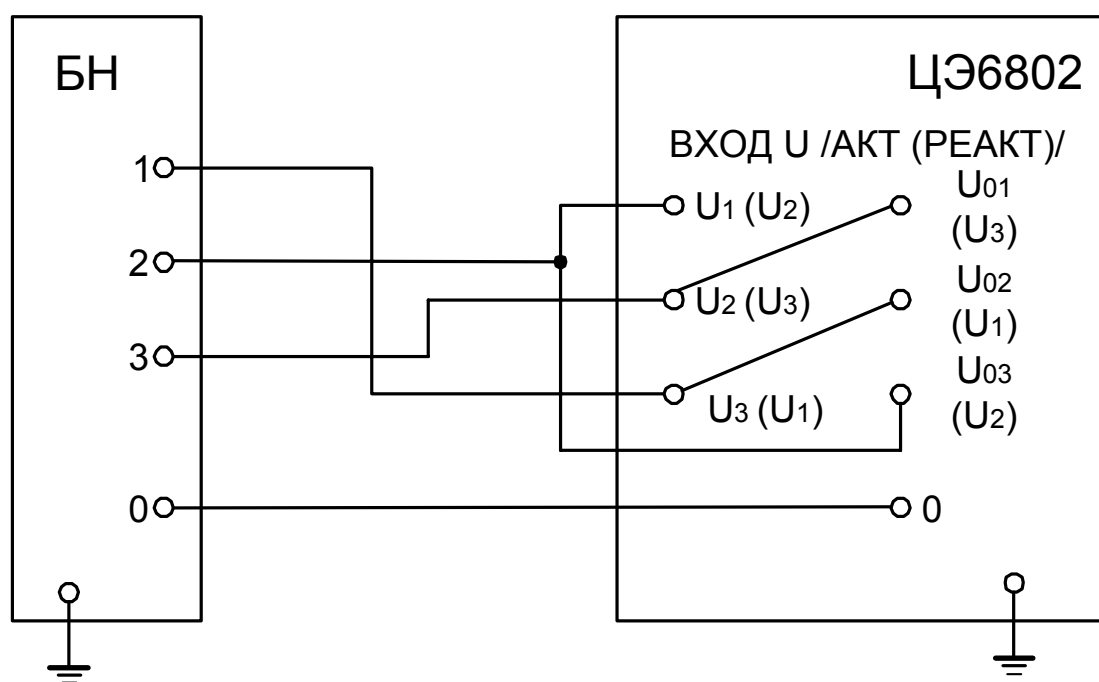 БН
ЦЭ6802
ВХОД U /АКТ (РЕАКТ)/
1
U1 (U2)
U01
(U3)
2
U2 (U3)
U02
(U1)
3
U3 (U1)
U03
(U2)
0
0